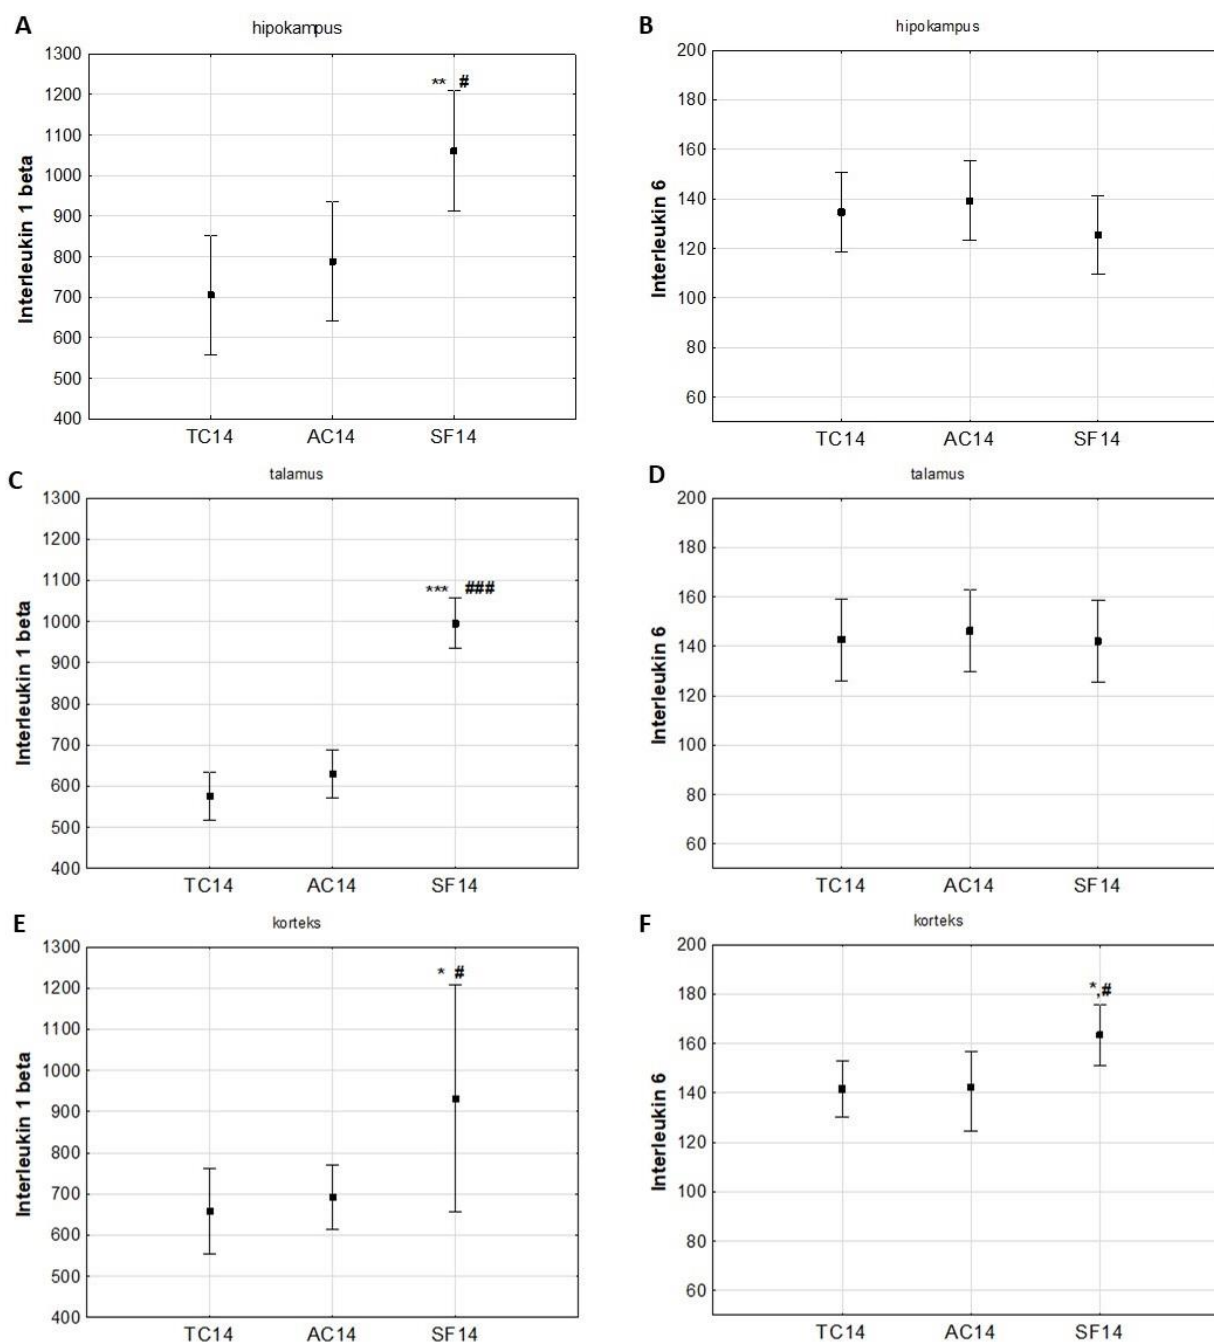 A
hipokampus
Interleukin 1 beta
1300
1200
1100
1000
900
800
700
600
500
400
** #
TC14 AC14 SF14
B
hipokampus
Interleukin 6
200
180
160
140
120
100
80
60
TC14 AC14 SF14
C
talamus
Interleukin 1 beta
1300
1200
1100
1000
900
800
700
600
500
400
*** ###
TC14 AC14 SF14
D
talamus
Interleukin 6
200
180
160
140
120
100
80
60
TC14 AC14 SF14
E
korteks
Interleukin 1 beta
1300
1200
1100
1000
900
800
700
600
500
400
* #
TC14 AC14 SF14
F
korteks
Interleukin 6
200
180
160
140
120
100
80
60
*,#
TC14 AC14 SF14